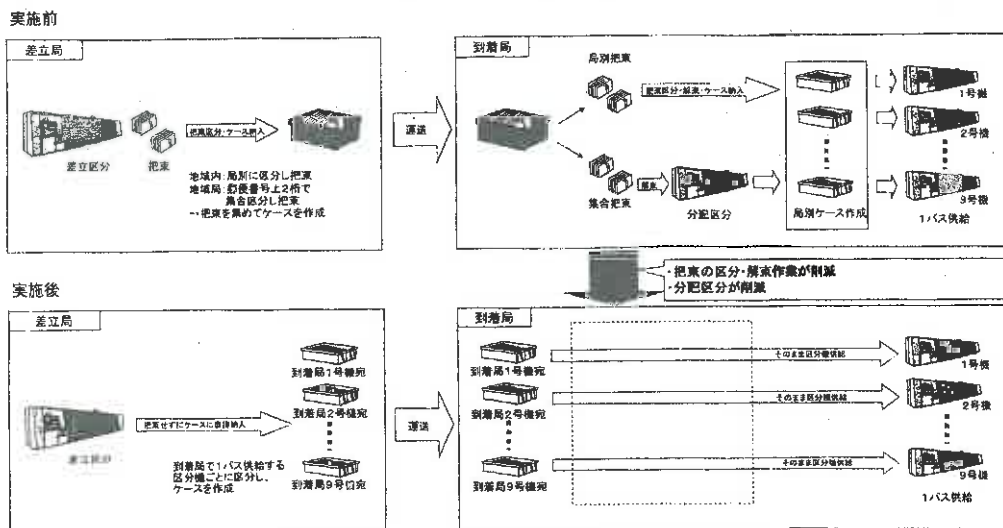 実施前
差立局
差立区分
把束
把束区分・ケース納入
地域内：局別に区分し把束
地域局：郵便番号上2桁で
集合区分し把束
→把束を集めてケースを作成
運送
到着局
局別把束
把束区分・解束・ケース納入
集合把束
解束
分配区分
局別ケース作成
1号機
2号機
9号機
1パス供給
・把束の区分・解束作業が削減
・分配区分が削減
実施後
差立局
差立区分
把束せずにケースに直接納入
到着局で1パス供給する
区分機ごとに区分し、
ケースを作成
到着局1号機宛
到着局2号機宛
到着局9号機宛
運送
到着局
到着局1号機宛
そのまま区分機供給
1号機
到着局2号機宛
そのまま区分機供給
2号機
到着局9号機宛
そのまま区分機供給
9号機
1パス供給